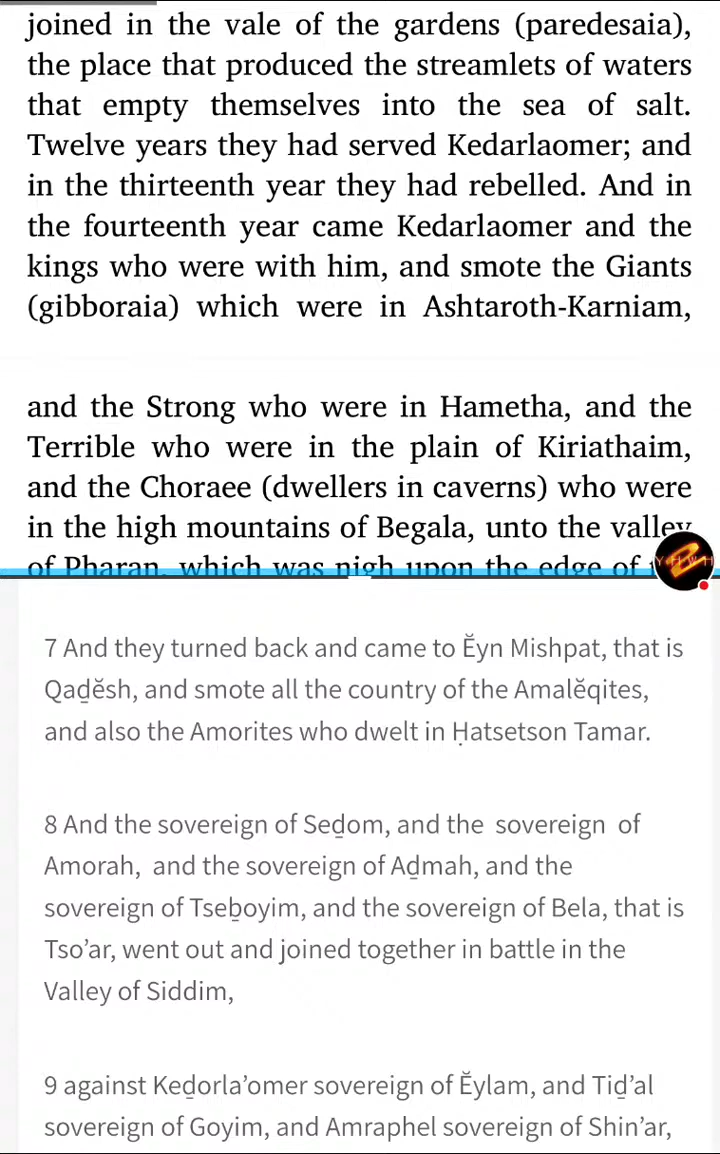 joined in the vale of the gardens (paredesaia),
the place that produced the streamlets of waters
that empty themselves into the sea of salt.
Twelve years they had served Kedarlaomer; and
in the thirteenth year they had rebelled. And in
the fourteenth year came Kedarlaomer and the
kings who were with him, and smote the Giants
(gibboraia) which were in Ashtaroth-Karniam,
and the Strong who were in Hametha, and the
Terrible who were in the plain of Kiriathaim,
and the Choraee (dwellers in caverns) who were
in the high mountains of Begala, unto the valley
of Pharan, which was nigh upon the edge of
7 And they turned back and came to Ĕyn Mishpat, that is
Qaḏĕsh, and smote all the country of the Amalĕqites,
and also the Amorites who dwelt in Ḥatsetson Tamar.
8 And the sovereign of Seḏom, and the sovereign of
Amorah, and the sovereign of Aḏmah, and the
sovereign of Tseḇoyim, and the sovereign of Bela, that is
Tso’ar, went out and joined together in battle in the
Valley of Siddim,
9 against Keḏorla’omer sovereign of Ĕylam, and Tiḏ’al
sovereign of Goyim, and Amraphel sovereign of Shin’ar,